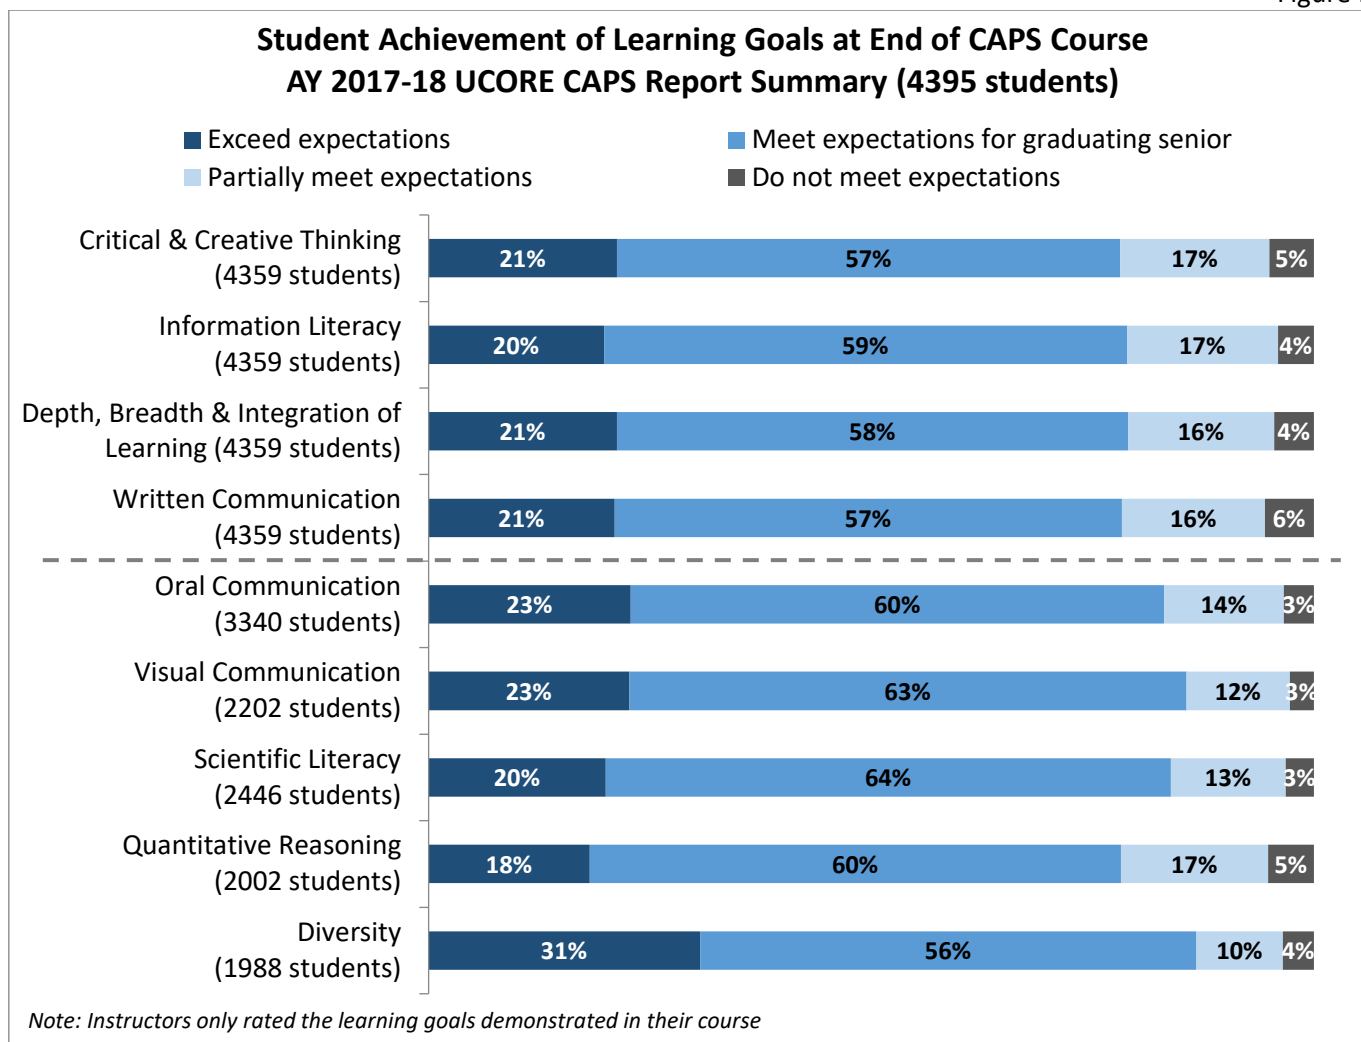 Student Achievement of Learning Goals at End of CAPS Course
AY 2017-18 UCORE CAPS Report Summary (4395 students)
Exceed expectations
Meet expectations for graduating senior
Partially meet expectations
Do not meet expectations
Critical & Creative Thinking
(4359 students)
21% 57% 17% 5%
Information Literacy
(4359 students)
20% 59% 17% 4%
Depth, Breadth & Integration of
Learning (4359 students)
21% 58% 16% 4%
Written Communication
(4359 students)
21% 57% 16% 6%
Oral Communication
(3340 students)
23% 60% 14% 3%
Visual Communication
(2202 students)
23% 63% 12% 3%
Scientific Literacy
(2446 students)
20% 64% 13% 3%
Quantitative Reasoning
(2002 students)
18% 60% 17% 5%
Diversity
(1988 students)
31% 56% 10% 4%
Note: Instructors only rated the learning goals demonstrated in their course